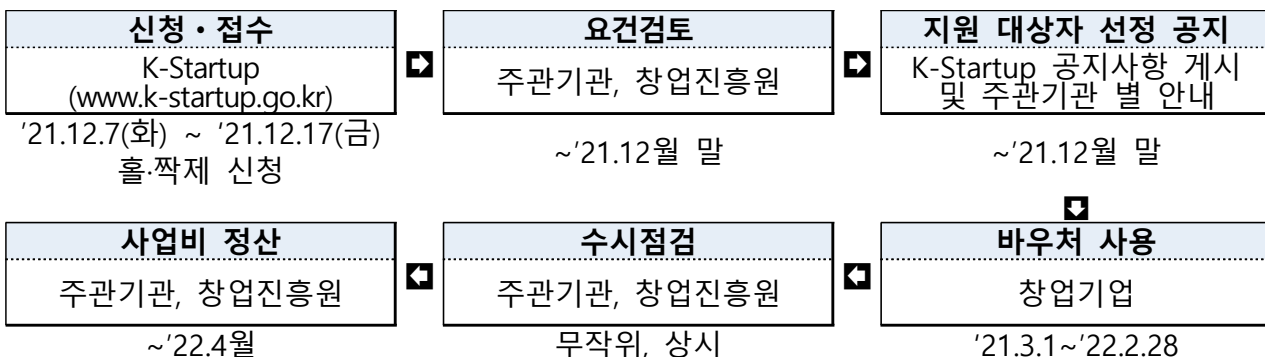 신청・접수
K-Startup
(www.k-startup.go.kr)
'21.12.7(화) ~ '21.12.17(금)
홀·짝제 신청
요건검토
주관기관, 창업진흥원
~'21.12월 말
지원 대상자 선정 공지
K-Startup 공지사항 게시
및 주관기관 별 안내
~'21.12월 말
바우처 사용
창업기업
'21.3.1~'22.2.28
수시점검
주관기관, 창업진흥원
무작위, 상시
사업비 정산
주관기관, 창업진흥원
~'22.4월